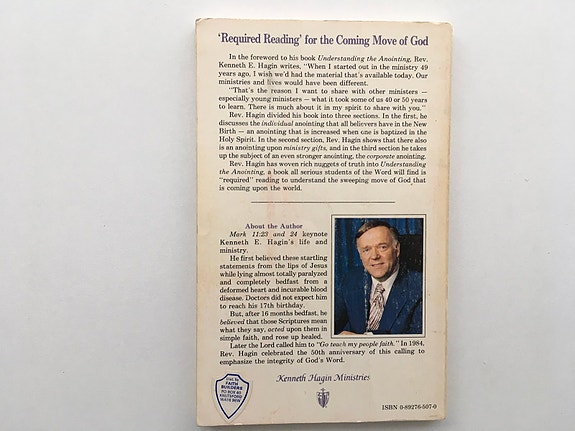 'Required Reading' for the Coming Move of God
In the foreword to his book Understanding the Anointing, Rev.
Kenneth E. Hagin writes, "When I started out in the ministry 49
years ago, I wish we'd had the material that's available today. Our
ministries and lives would have been different.
"That's the reason I want to share with other ministers —
especially young ministers — what it took some of us 40 or 50 years
to learn. There is much about it in my spirit to share with you."
Rev. Hagin divided his book into three sections. In the first, he
discusses the individual anointing that all believers have in the New
Birth — an anointing that is increased when one is baptized in the
Holy Spirit. In the second section, Rev. Hagin shows that there also
is an anointing upon ministry gifts, and in the third section he takes
up the subject of an even stronger anointing, the corporate anointing.
Rev. Hagin has woven rich nuggets of truth into Understanding
the Anointing, a book all serious students of the Word will find is
"required" reading to understand the sweeping move of God that
is coming upon the world.
About the Author
Mark 11:23 and 24 keynote
Kenneth E. Hagin's life and
ministry.
He first believed these startling
statements from the lips of Jesus
while lying almost totally paralyzed
and completely bedfast from a
deformed heart and incurable blood
disease. Doctors did not expect him
to reach his 17th birthday.
But, after 16 months bedfast, he
believed that those Scriptures mean
what they say, acted upon them in
simple faith, and rose up healed.
Later the Lord called him to "Go teach my people faith." In 1984,
Rev. Hagin celebrated the 50th anniversary of this calling to
emphasize the integrity of God's Word.
Kenneth Hagin Ministries
FAITH
BUILDERS
PO BOX 60
KNUTSFORD
ISBN 0-89276-507-0